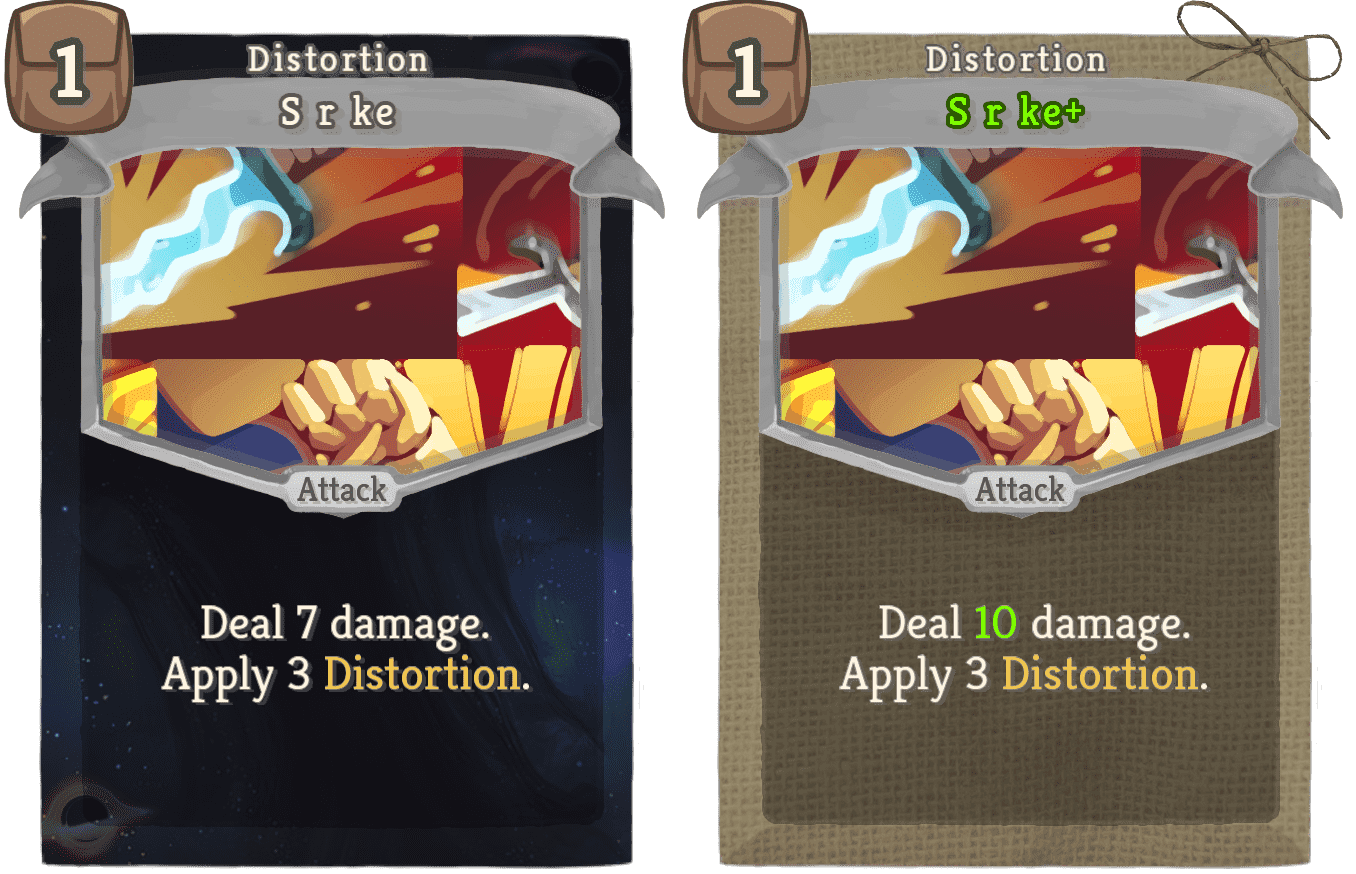 1
Distortion
S r ke
Attack
Deal 7 damage.
Apply 3 Distortion.
1
Distortion
S r ke+
Attack
Deal 10 damage.
Apply 3 Distortion.